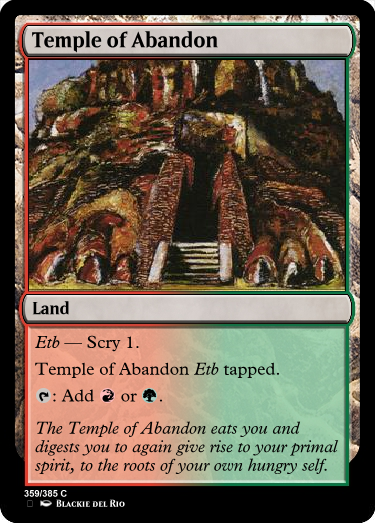 Temple of Abandon
Land
Etb — Scry 1.
Temple of Abandon Etb tapped.
: Add or .
The Temple of Abandon eats you and
digests you to again give rise to your primal
spirit, to the roots of your own hungry self.
359/385 C
Blackie del Rio